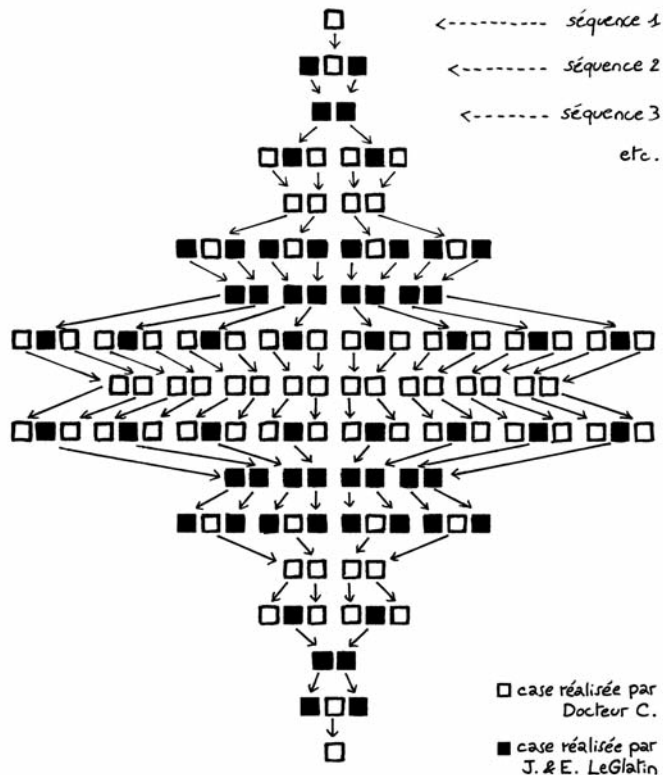 séquence 1
séquence 2
séquence 3
etc.
case réalisée par
Docteur C.
case réalisée par
J. & E. LeGlatin